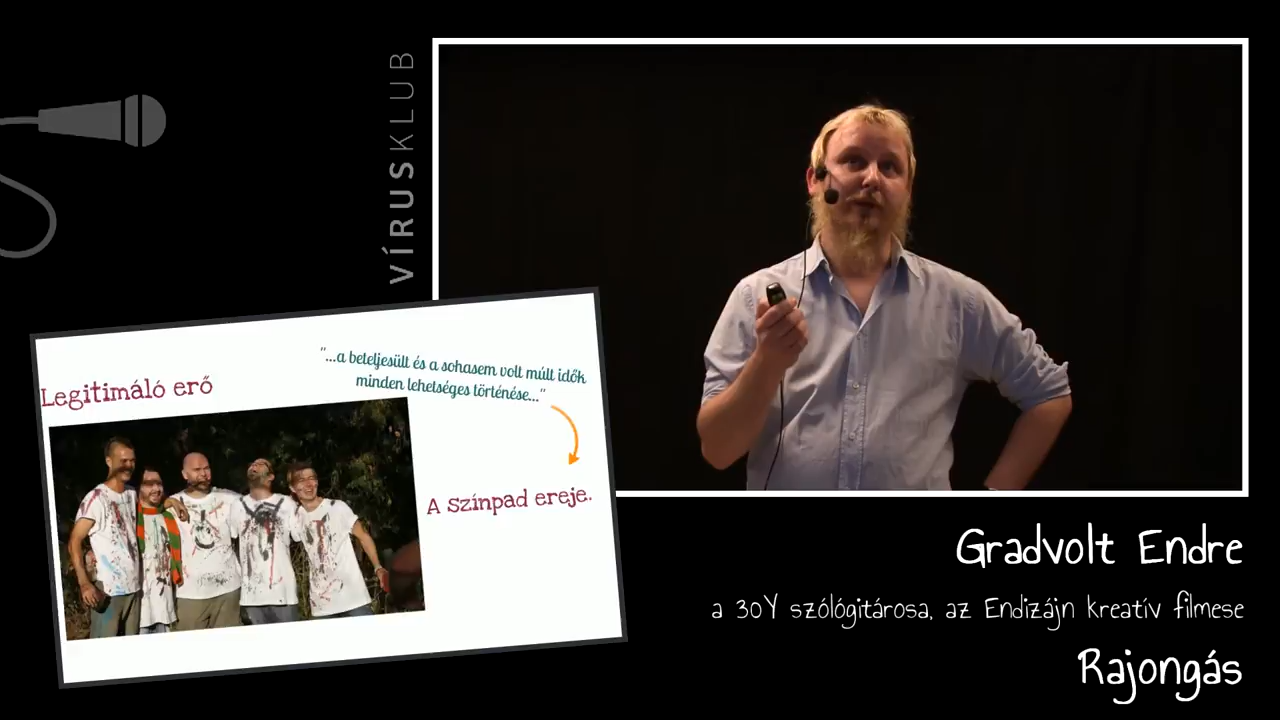 VÍRUSKLUB
Legitimáló erő
"...a beteljesült és a sohasem volt múlt idők
minden lehetséges történése..."
A színpad ereje.
Gradvolt Endre
a 30Y szólógitárosa, az Endizájn kreatív filmese
Rajongás